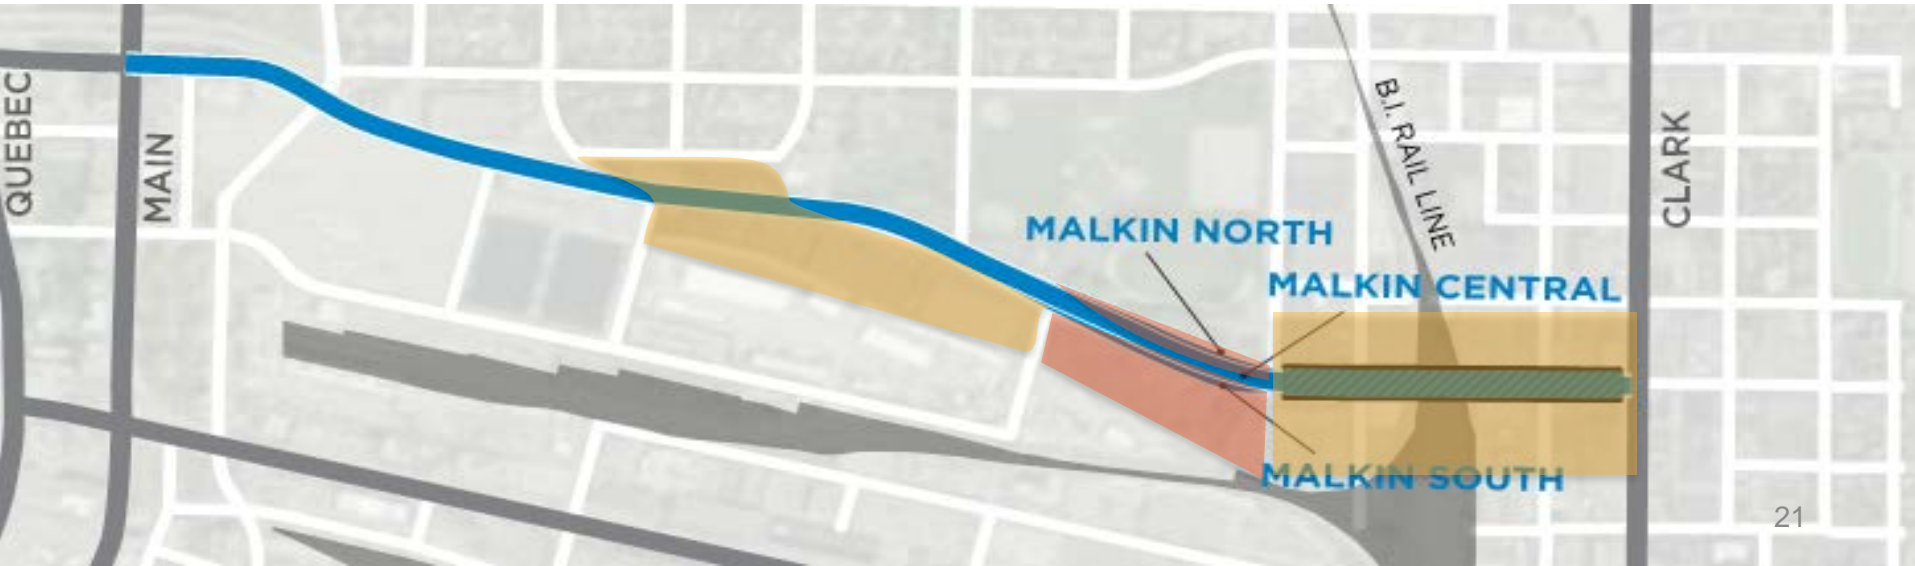 QUEBEC
MAIN
MALKIN NORTH
B.I. RAIL LINE
MALKIN CENTRAL
CLARK
MALKIN SOUTH
21